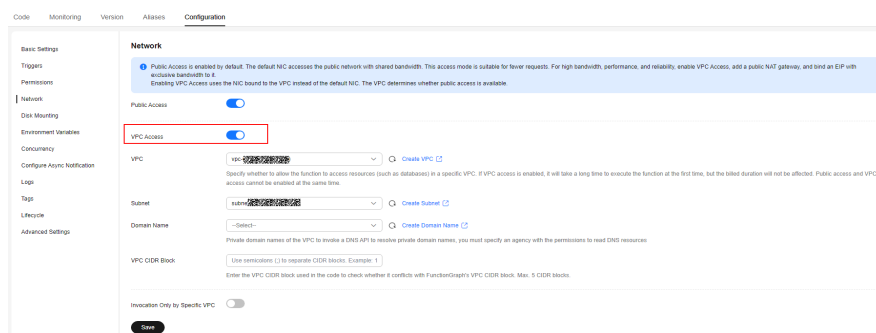 Code Monitoring Version Aliases Configuration
Basic Settings
Triggers
Permissions
Network
Disk Mounting
Environment Variables
Concurrency
Configure Async Notification
Logs
Tags
Lifecycle
Advanced Settings
Network
Public Access is enabled by default. The default NIC accesses the public network with shared bandwidth. This access mode is suitable for fewer requests. For high bandwidth, performance, and reliability, enable VPC Access, add a public NAT gateway, and bind an EIP with
exclusive bandwidth to it.
Enabling VPC Access uses the NIC bound to the VPC instead of the default NIC. The VPC determines whether public access is available.
Public Access
VPC Access
VPC vpc- Create VPC
Specify whether to allow the function to access resources (such as databases) in a specific VPC. If VPC access is enabled, it will take a long time to execute the function at the first time, but the billed duration will not be affected. Public access and VPC
access cannot be enabled at the same time.
Subnet subne Create Subnet
Domain Name --Select-- Create Domain Name
Private domain names of the VPC to invoke a DNS API to resolve private domain names, you must specify an agency with the permissions to read DNS resources
VPC CIDR Block Use semicolons (;) to separate CIDR blocks. Example: 1
Enter the VPC CIDR block used in the code to check whether it conflicts with FunctionGraph's VPC CIDR block. Max. 5 CIDR blocks.
Invocation Only by Specific VPC
Save